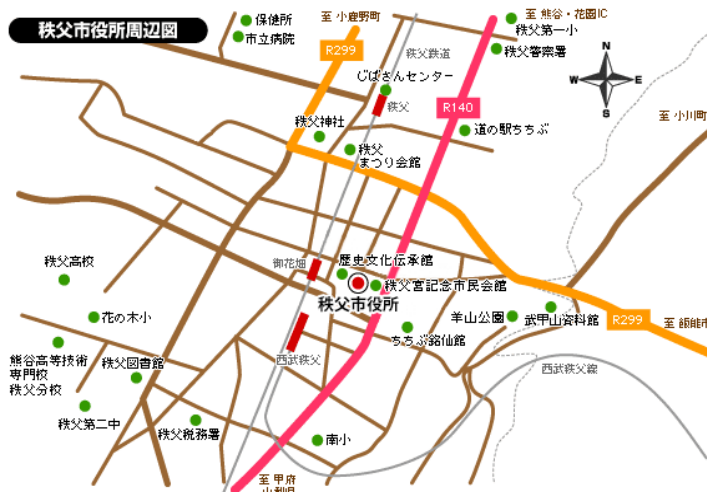 秩父市役所周辺図
保健所
市立病院
至 小鹿野町
至 熊谷・花園IC
秩父第一小
秩父警察署
R299
秩父鉄道
じばさんセンター
秩父
R140
道の駅ちちぶ
N
W
E
S
至 小川町
秩父神社
秩父
まつり会館
御花畑
歴史文化伝承館
秩父宮記念市民会館
秩父市役所
秩父高校
花の木小
羊山公園
武甲山資料館
R299
至 飯能市
ちちぶ銘仙館
熊谷高等技術
専門校
秩父分校
秩父図書館
西武秩父
西武秩父線
秩父第二中
秩父税務署
南小
至 甲府